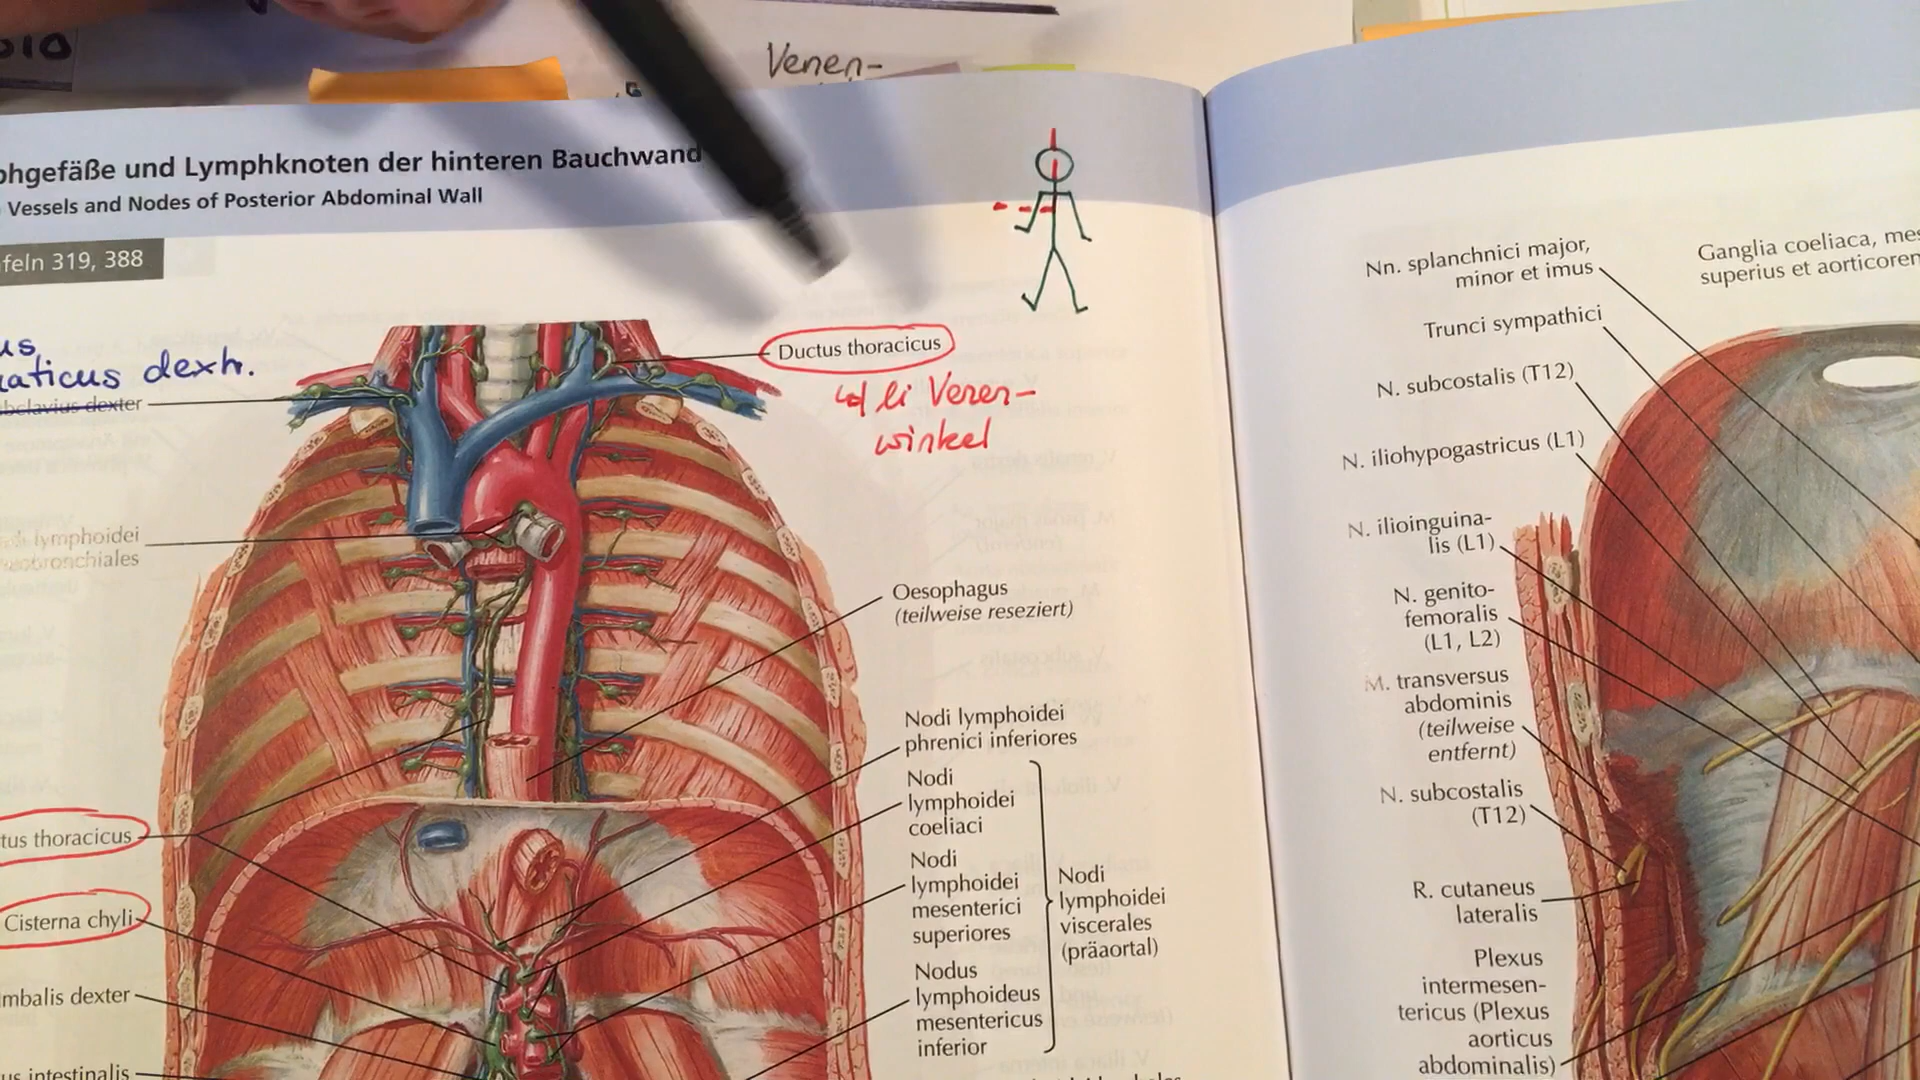 Venen-
Lymphgefäße und Lymphknoten der hinteren Bauchwand
Vessels and Nodes of Posterior Abdominal Wall
feln 319, 388
us
aticus dexh.
bclavius dexter
lymphoidei
eobronchiales
tus thoracicus
Cisterna chyli
mbalis dexter
us intestinalis
Ductus thoracicus
li Venen-
winkel
Oesophagus
(teilweise reseziert)
Nodi lymphoidei
phrenici inferiores
Nodi
lymphoidei
coeliaci
Nodi
lymphoidei
mesenterici
superiores
Nodus
lymphoideus
mesentericus
inferior
Nodi
lymphoidei
viscerales
(präaortal)
Nn. splanchnici major,
minor et imus
Trunci sympathici
N. subcostalis (T12)
N. iliohypogastricus (L1)
N. ilioinguina-
lis (L1)
N. genito-
femoralis
(L1, L2)
M. transversus
abdominis
(teilweise
entfernt)
N. subcostalis
(T12)
R. cutaneus
lateralis
Plexus
intermesen-
tericus (Plexus
aorticus
abdominalis)
Ganglia coeliaca, mes
superius et aorticoren